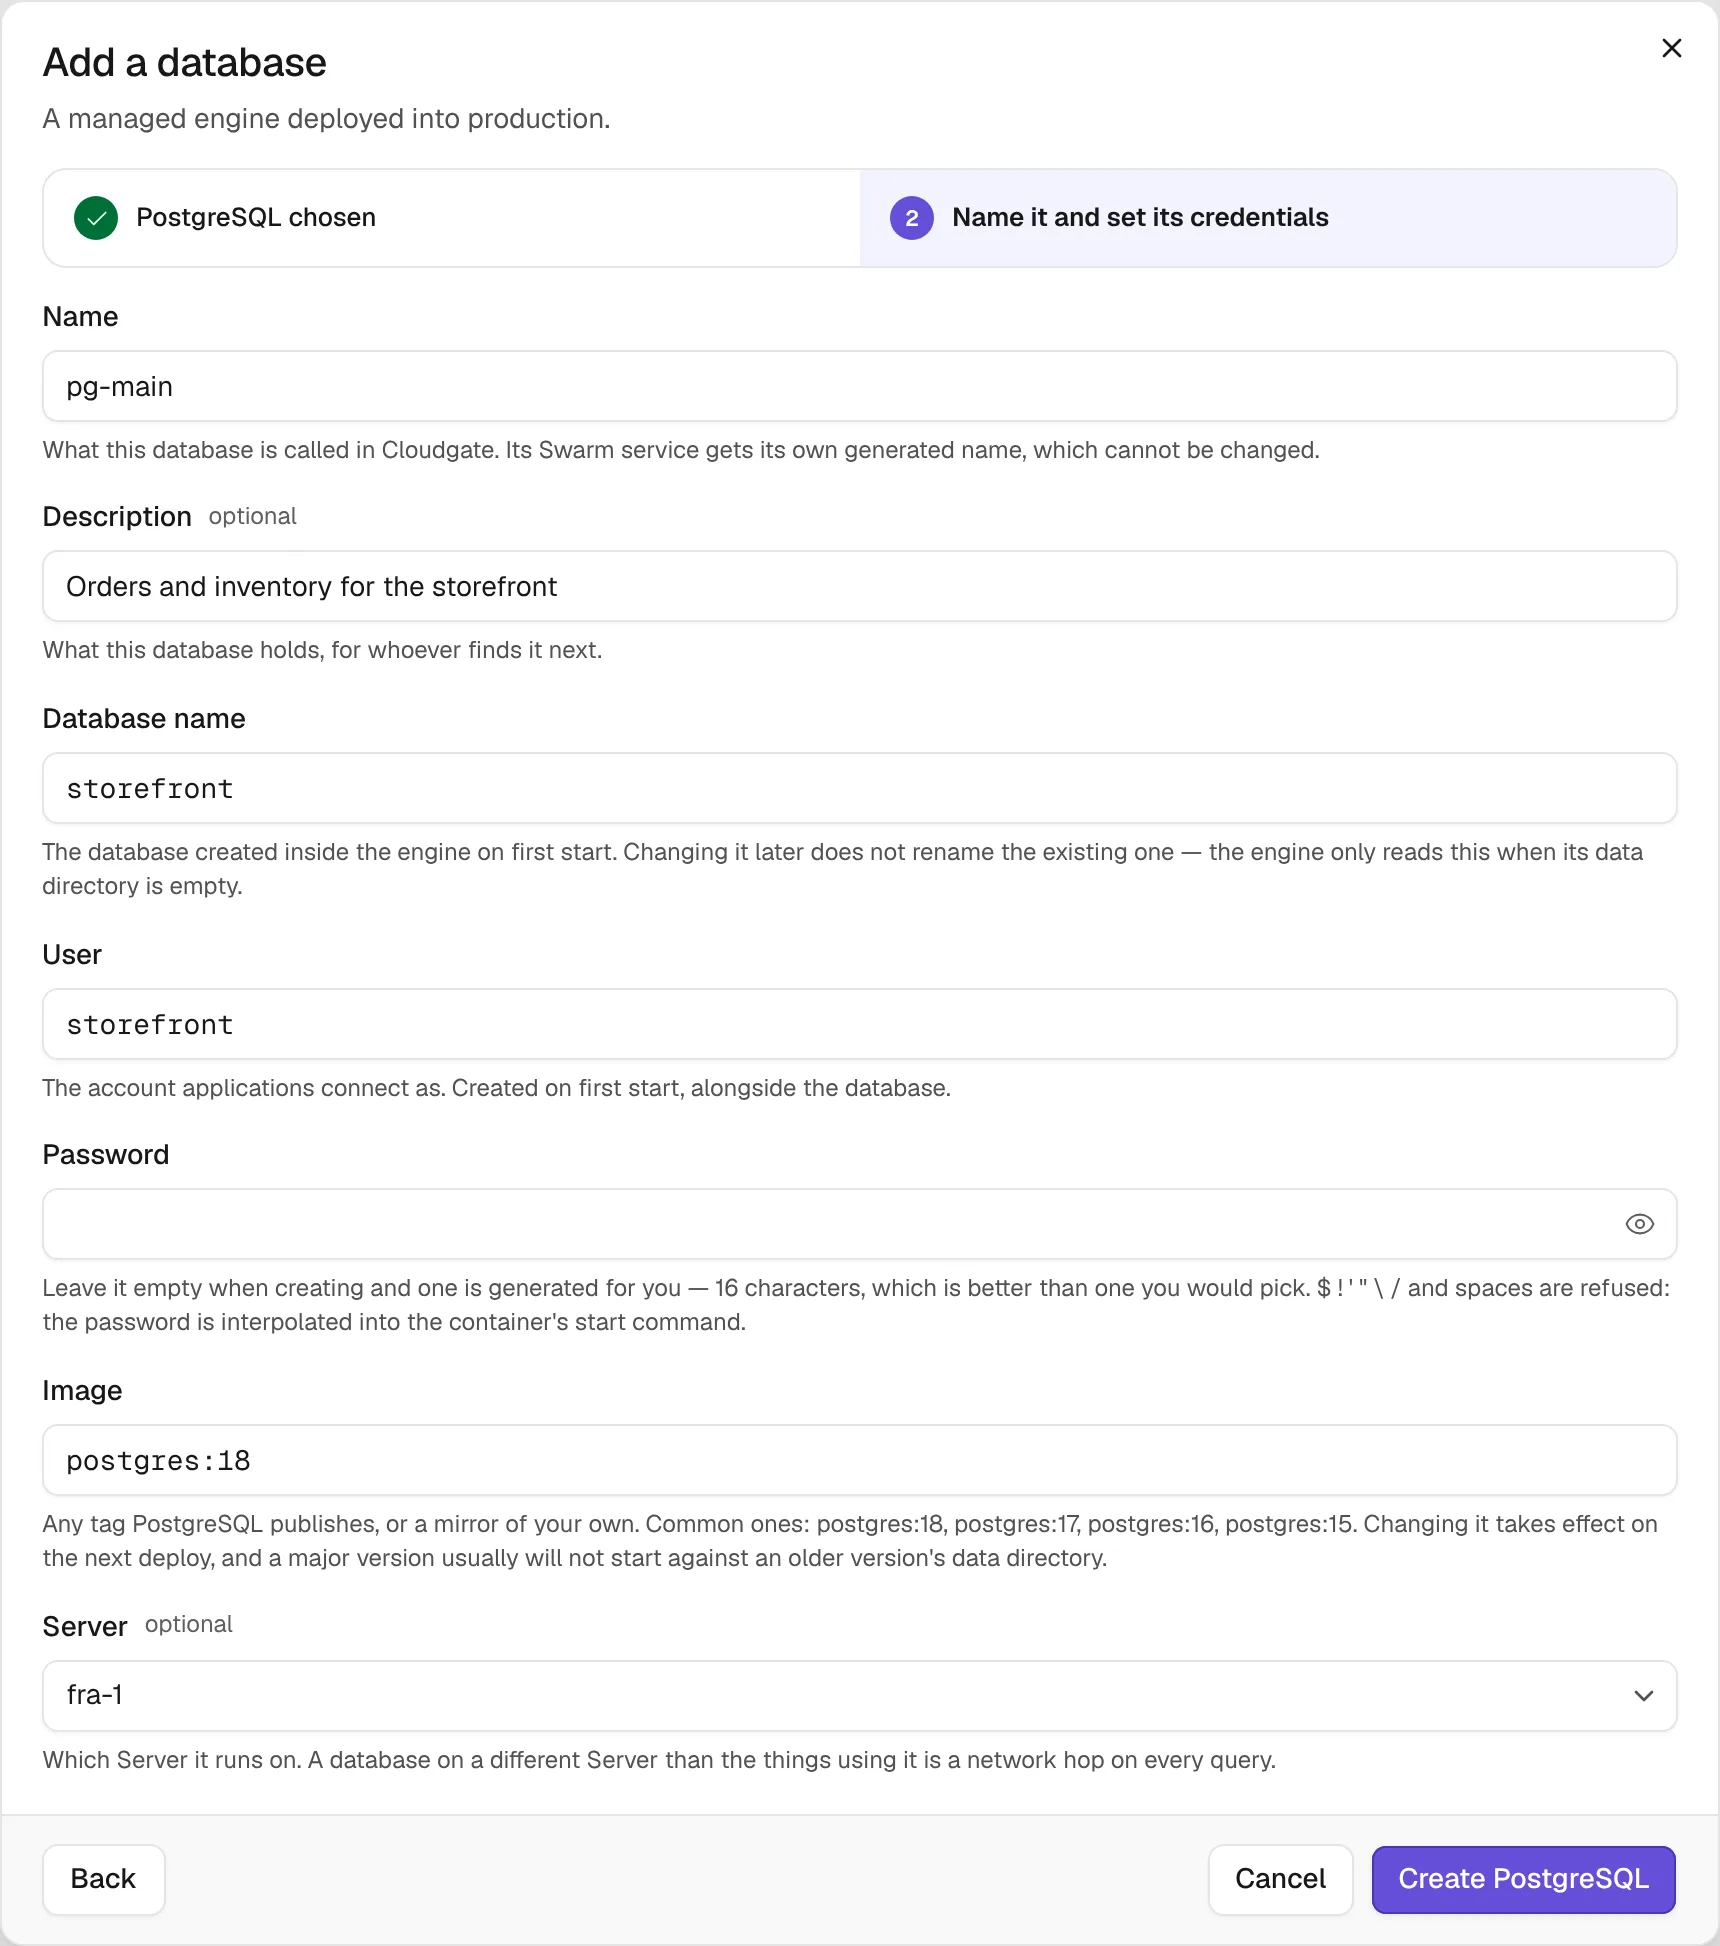 Add a database
A managed engine deployed into production.
PostgreSQL chosen
2 Name it and set its credentials
Name
pg-main
What this database is called in Cloudgate. Its Swarm service gets its own generated name, which cannot be changed.
Description optional
Orders and inventory for the storefront
What this database holds, for whoever finds it next.
Database name
storefront
The database created inside the engine on first start. Changing it later does not rename the existing one — the engine only reads this when its data
directory is empty.
User
storefront
The account applications connect as. Created on first start, alongside the database.
Password
Leave it empty when creating and one is generated for you — 16 characters, which is better than one you would pick. $ ! ' " \ / and spaces are refused:
the password is interpolated into the container's start command.
Image
postgres:18
Any tag PostgreSQL publishes, or a mirror of your own. Common ones: postgres:18, postgres:17, postgres:16, postgres:15. Changing it takes effect on
the next deploy, and a major version usually will not start against an older version's data directory.
Server optional
fra-1
Which Server it runs on. A database on a different Server than the things using it is a network hop on every query.
Back
Cancel
Create PostgreSQL